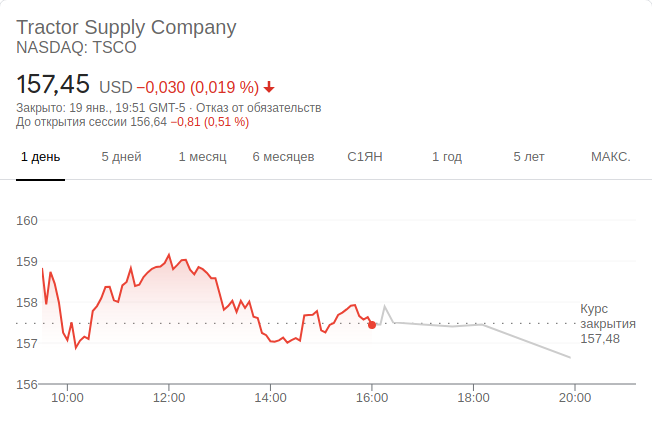 Tractor Supply Company
NASDAQ: TSCO
157,45 USD −0,030 (0,019 %)
Закрыто: 19 янв., 19:51 GMT-5 · Отказ от обязательств
До открытия сессии 156,64 −0,81 (0,51 %)
1 день 5 дней 1 месяц 6 месяцев С1ЯН 1 год 5 лет МАКС.
160
159
158
Курс
закрытия
157,48
157
156
10:00 12:00 14:00 16:00 18:00 20:00